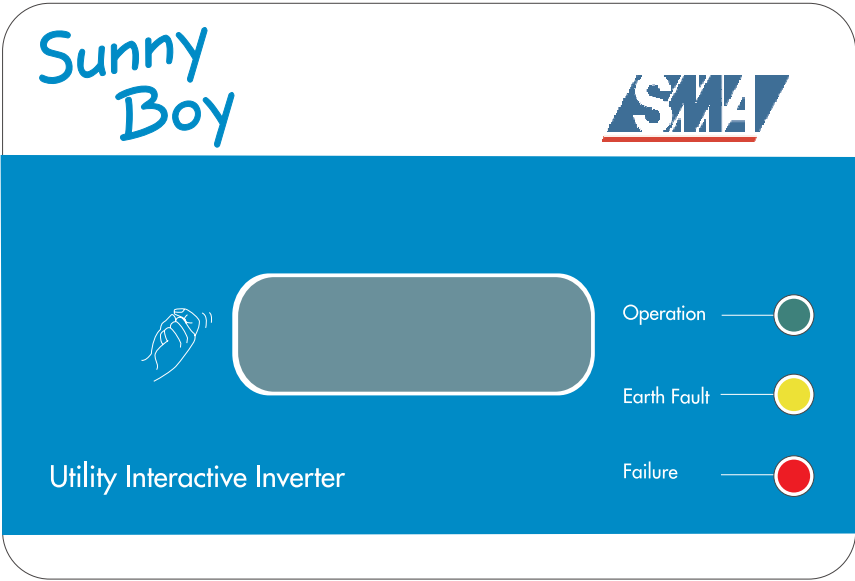 Sunny
Boy
SMA
Operation
Earth Fault
Failure
Utility Interactive Inverter